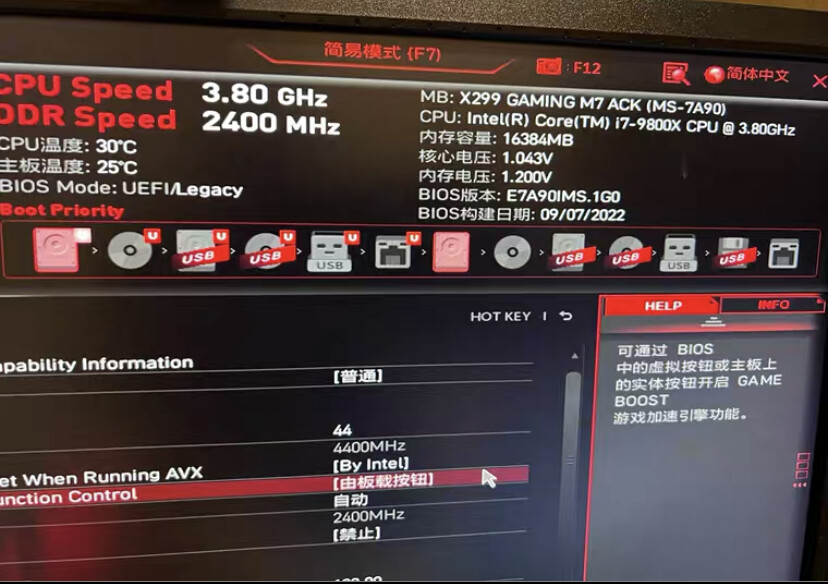 简易模式 (F7)
: F12
简体中文
X
CPU Speed 3.80 GHz
DDR Speed 2400 MHz
CPU温度: 30°C
主板温度: 25°C
BIOS Mode: UEFI/Legacy
Boot Priority
MB: X299 GAMING M7 ACK (MS-7A90)
CPU: Intel(R) Core(TM) i7-9800X CPU @ 3.80GHz
内存容量: 16384MB
核心电压: 1.043V
内存电压: 1.200V
BIOS版本: E7A90IMS.1G0
BIOS构建日期: 09/07/2022
U U U U U
USB USB USB USB USB USB USB
HOT KEY |
HELP INFO
pability Information
[普通]
44
4400MHz
et When Running AVX [By Intel]
unction Control [由板载按钮]
自动
2400MHz
[禁止]
可通过 BIOS
中的虚拟按钮或主板上
的实体按钮开启 GAME
BOOST
游戏加速引擎功能。